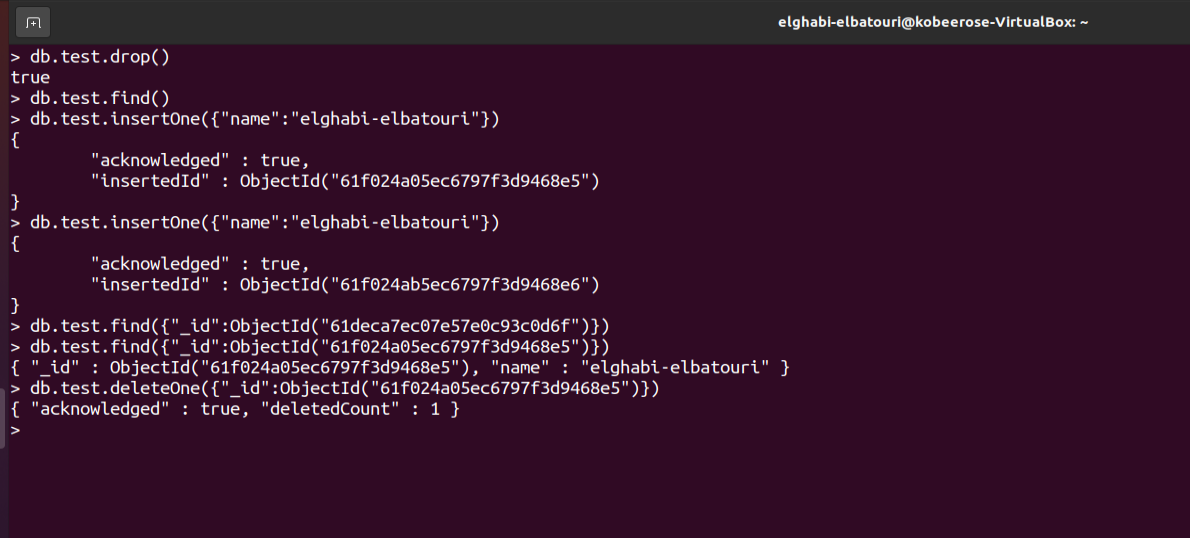 elghabi-elbatouri@kobeerose-VirtualBox: ~
> db.test.drop()
true
> db.test.find()
> db.test.insertOne({"name":"elghabi-elbatouri"})
{
        "acknowledged" : true,
        "insertedId" : ObjectId("61f024a05ec6797f3d9468e5")
}
> db.test.insertOne({"name":"elghabi-elbatouri"})
{
        "acknowledged" : true,
        "insertedId" : ObjectId("61f024ab5ec6797f3d9468e6")
}
> db.test.find({"_id":ObjectId("61deca7ec07e57e0c93c0d6f")})
> db.test.find({"_id":ObjectId("61f024a05ec6797f3d9468e5")})
{ "_id" : ObjectId("61f024a05ec6797f3d9468e5"), "name" : "elghabi-elbatouri" }
> db.test.deleteOne({"_id":ObjectId("61f024a05ec6797f3d9468e5")})
{ "acknowledged" : true, "deletedCount" : 1 }
>